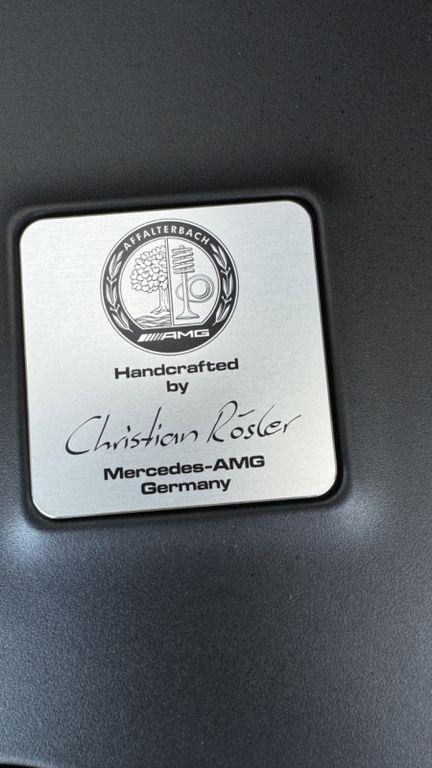 AFFALTERBACH
AMG
Handcrafted
by
Christian Rösler
Mercedes-AMG
Germany